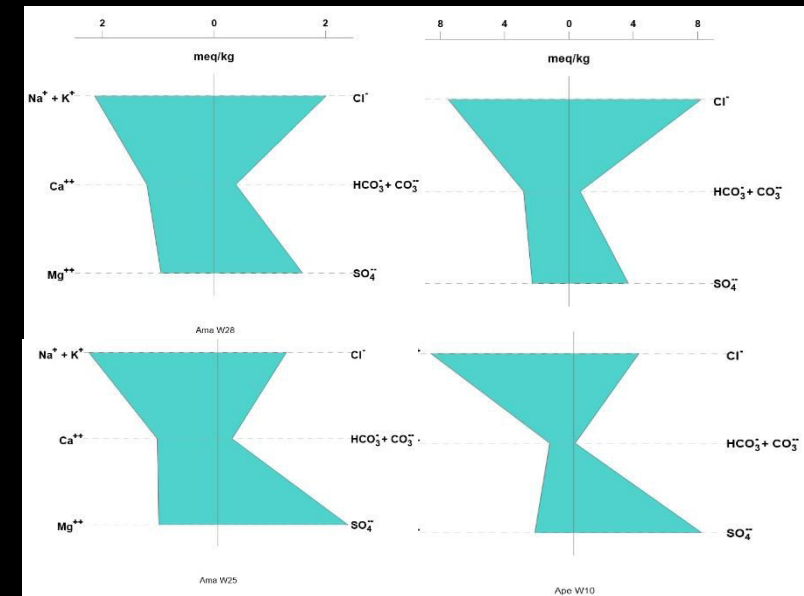 2 0 2
meq/kg
Na⁺ + K⁺ Cl⁻
Ca⁺⁺ HCO₃⁻ + CO₃⁻⁻
Mg⁺⁺ SO₄⁻⁻
Ama W28
8 4 0 4 8
meq/kg
Cl⁻
HCO₃⁻ + CO₃⁻⁻
SO₄⁻⁻
Na⁺ + K⁺ Cl⁻
Ca⁺⁺ HCO₃⁻ + CO₃⁻⁻
Mg⁺⁺ SO₄⁻⁻
Ama W25
Cl⁻
HCO₃⁻ + CO₃⁻⁻
SO₄⁻⁻
Ape W10